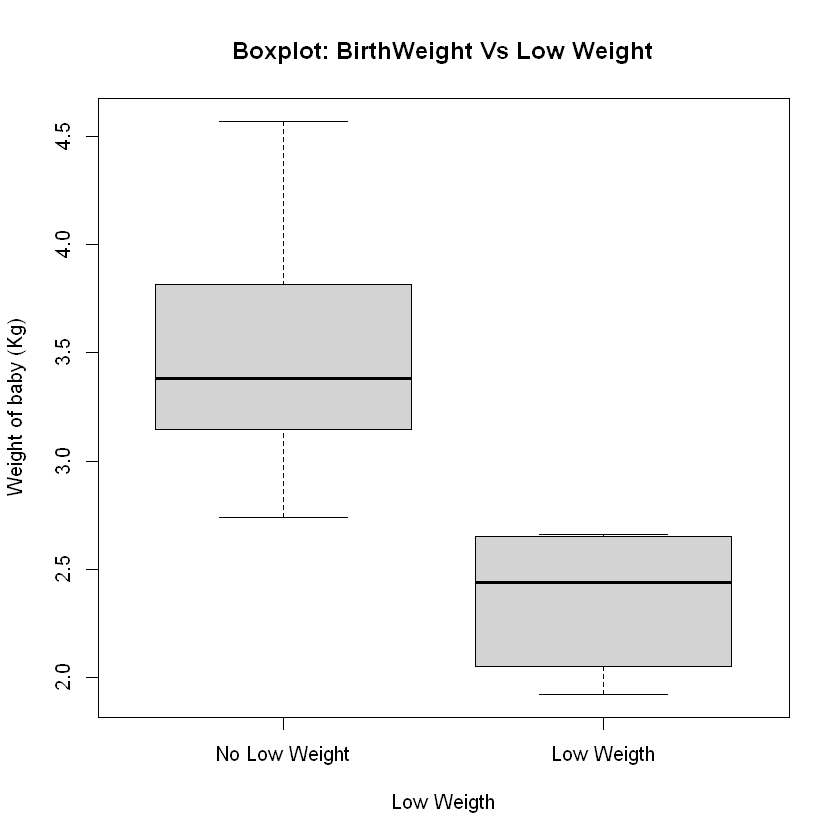 Boxplot: BirthWeight Vs Low Weight
Weight of baby (Kg)
4.5
4.0
3.5
3.0
2.5
2.0
No Low Weight
Low Weigth
Low Weigth